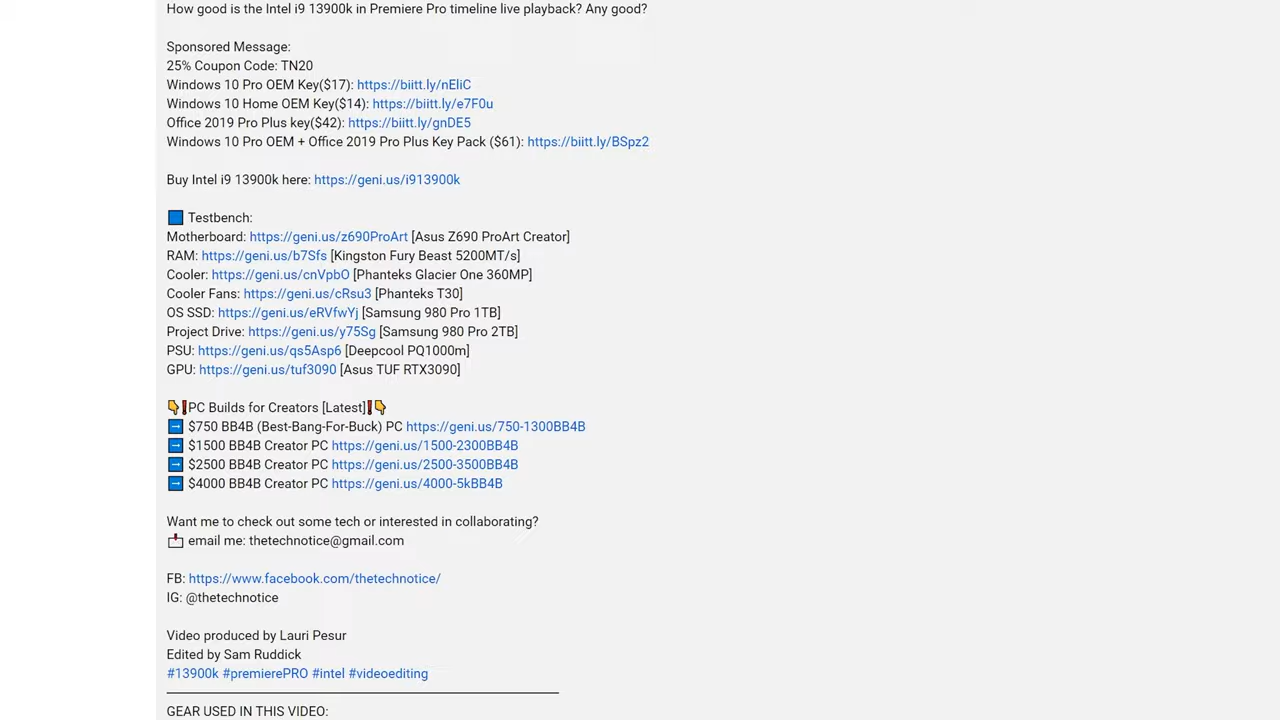 How good is the Intel i9 13900k in Premiere Pro timeline live playback? Any good?
Sponsored Message:
25% Coupon Code: TN20
Windows 10 Pro OEM Key($17): https://biitt.ly/nEliC
Windows 10 Home OEM Key($14): https://biitt.ly/e7F0u
Office 2019 Pro Plus key($42): https://biitt.ly/gnDE5
Windows 10 Pro OEM + Office 2019 Pro Plus Key Pack ($61): https://biitt.ly/BSpz2
Buy Intel i9 13900k here: https://geni.us/i913900k
🟦 Testbench:
Motherboard: https://geni.us/z690ProArt [Asus Z690 ProArt Creator]
RAM: https://geni.us/b7Sfs [Kingston Fury Beast 5200MT/s]
Cooler: https://geni.us/cnVpbO [Phanteks Glacier One 360MP]
Cooler Fans: https://geni.us/cRsu3 [Phanteks T30]
OS SSD: https://geni.us/eRVfwYj [Samsung 980 Pro 1TB]
Project Drive: https://geni.us/y75Sg [Samsung 980 Pro 2TB]
PSU: https://geni.us/qs5Asp6 [Deepcool PQ1000m]
GPU: https://geni.us/tuf3090 [Asus TUF RTX3090]
👇❗PC Builds for Creators [Latest]❗👇
➡ $750 BB4B (Best-Bang-For-Buck) PC https://geni.us/750-1300BB4B
➡ $1500 BB4B Creator PC https://geni.us/1500-2300BB4B
➡ $2500 BB4B Creator PC https://geni.us/2500-3500BB4B
➡ $4000 BB4B Creator PC https://geni.us/4000-5kBB4B
Want me to check out some tech or interested in collaborating?
📩 email me: thetechnotice@gmail.com
FB: https://www.facebook.com/thetechnotice/
IG: @thetechnotice
Video produced by Lauri Pesur
Edited by Sam Ruddick
#13900k #premierePRO #intel #videoediting
GEAR USED IN THIS VIDEO: